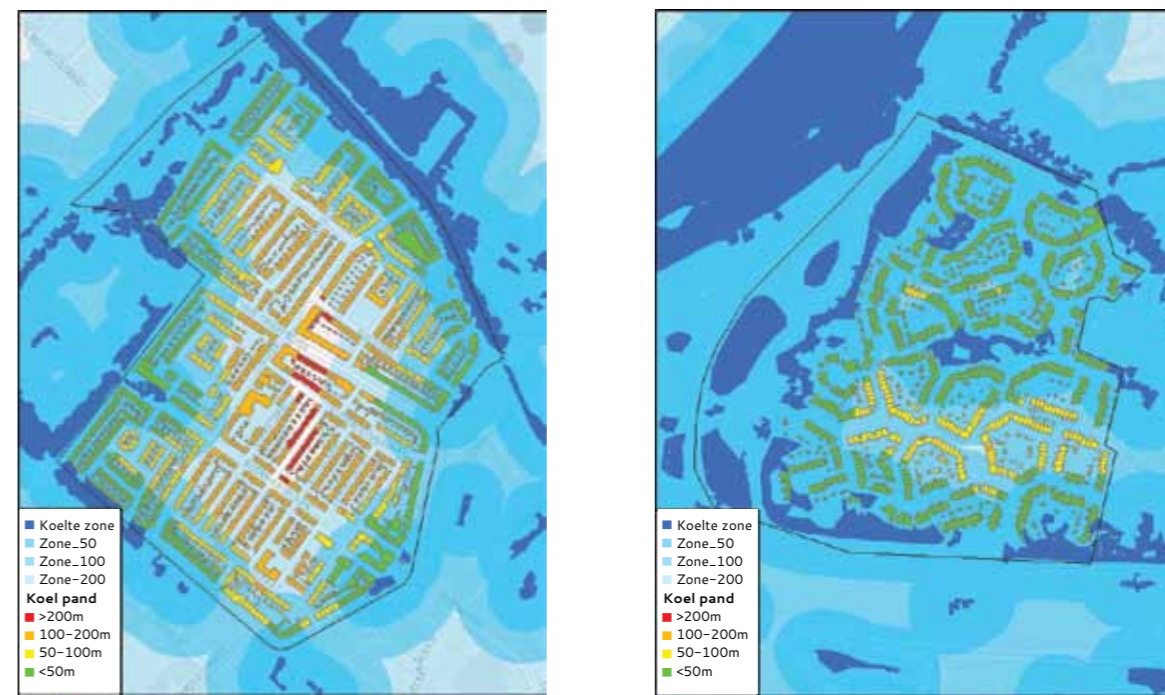 Koelte zone
Zone_50
Zone_100
Zone-200
Koel pand
>200m
100-200m
50-100m
<50m
Koelte zone
Zone_50
Zone_100
Zone-200
Koel pand
>200m
100-200m
50-100m
<50m